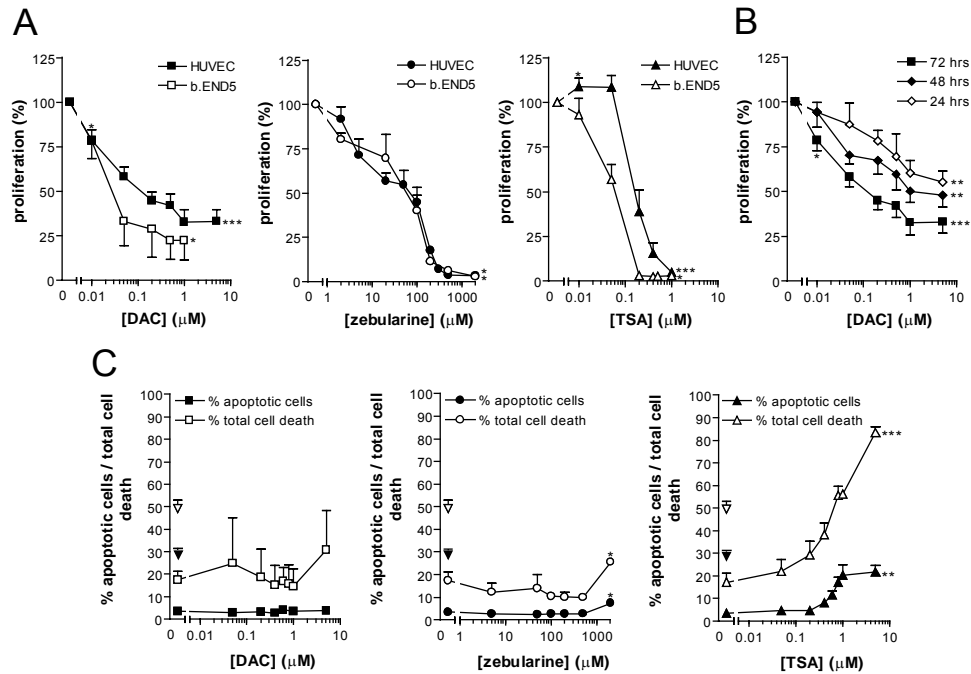 A
B
125
100
75
50
25
0
proliferation (%)
HUVEC
b.END5
*
***
*
0 0.01 0.1 1 10
[DAC] (μM)
125
100
75
50
25
0
proliferation (%)
HUVEC
b.END5
*
*
0 1 10 100 1000
[zebularine] (μM)
125
100
75
50
25
0
proliferation (%)
HUVEC
b.END5
*
***
*
0 0.01 0.1 1 10
[TSA] (μM)
125
100
75
50
25
0
proliferation (%)
72 hrs
48 hrs
24 hrs
*
**
**
***
0 0.01 0.1 1 10
[DAC] (μM)
C
100
90
80
70
60
50
40
30
20
10
0
% apoptotic cells / total cell
death
% apoptotic cells
% total cell death
0 0.01 0.1 1 10
[DAC] (μM)
100
90
80
70
60
50
40
30
20
10
0
% apoptotic cells / total cell
death
% apoptotic cells
% total cell death
*
*
0 1 10 100 1000
[zebularine] (μM)
100
90
80
70
60
50
40
30
20
10
0
% apoptotic cells / total cell
death
% apoptotic cells
% total cell death
***
**
0 0.01 0.1 1 10
[TSA] (μM)